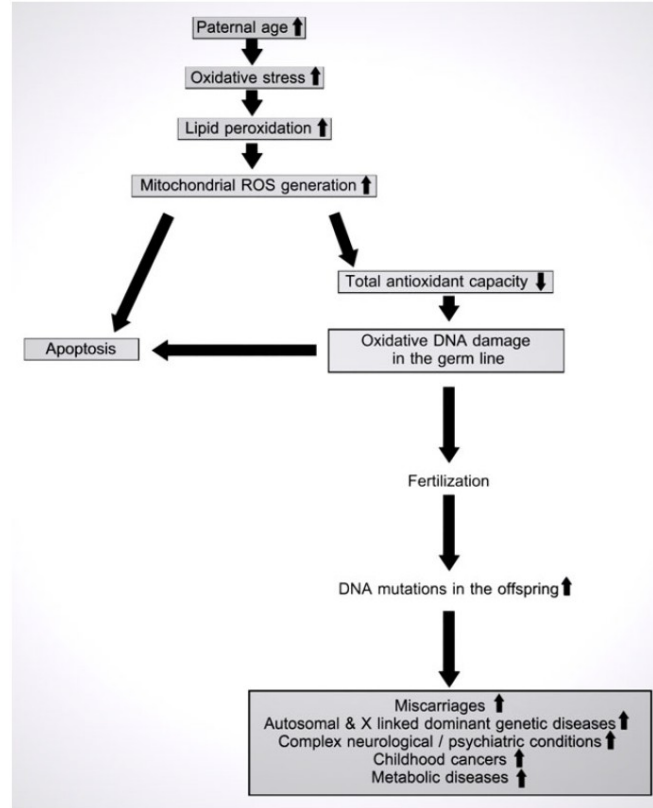 Paternal age
Oxidative stress
Lipid peroxidation
Mitochondrial ROS generation
Total antioxidant capacity
Apoptosis
Oxidative DNA damage
in the germ line
Fertilization
DNA mutations in the offspring
Miscarriages
Autosomal & X linked dominant genetic diseases
Complex neurological / psychiatric conditions
Childhood cancers
Metabolic diseases